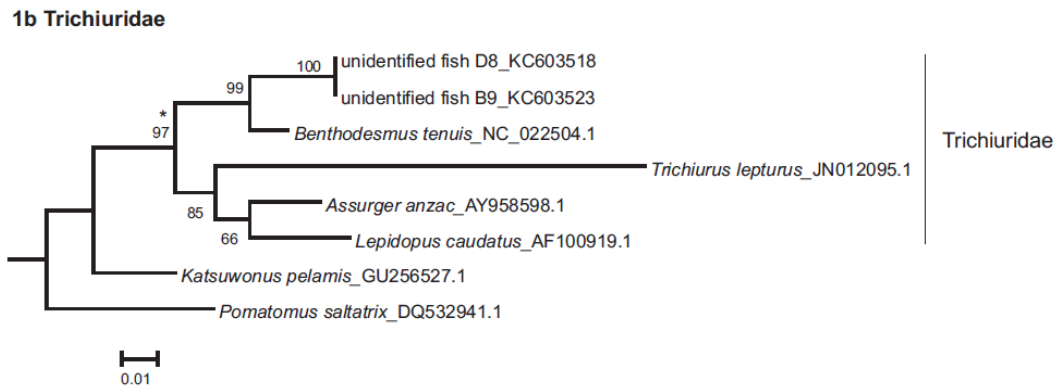 1b Trichiuridae
unidentified fish D8_KC603518
100
unidentified fish B9_KC603523
99
*
97
Benthodesmus tenuis_NC_022504.1
Trichiuridae
Trichiurus lepturus_JN012095.1
85
Assurger anzac_AY958598.1
66
Lepidopus caudatus_AF100919.1
Katsuwonus pelamis_GU256527.1
Pomatomus saltatrix_DQ532941.1
0.01